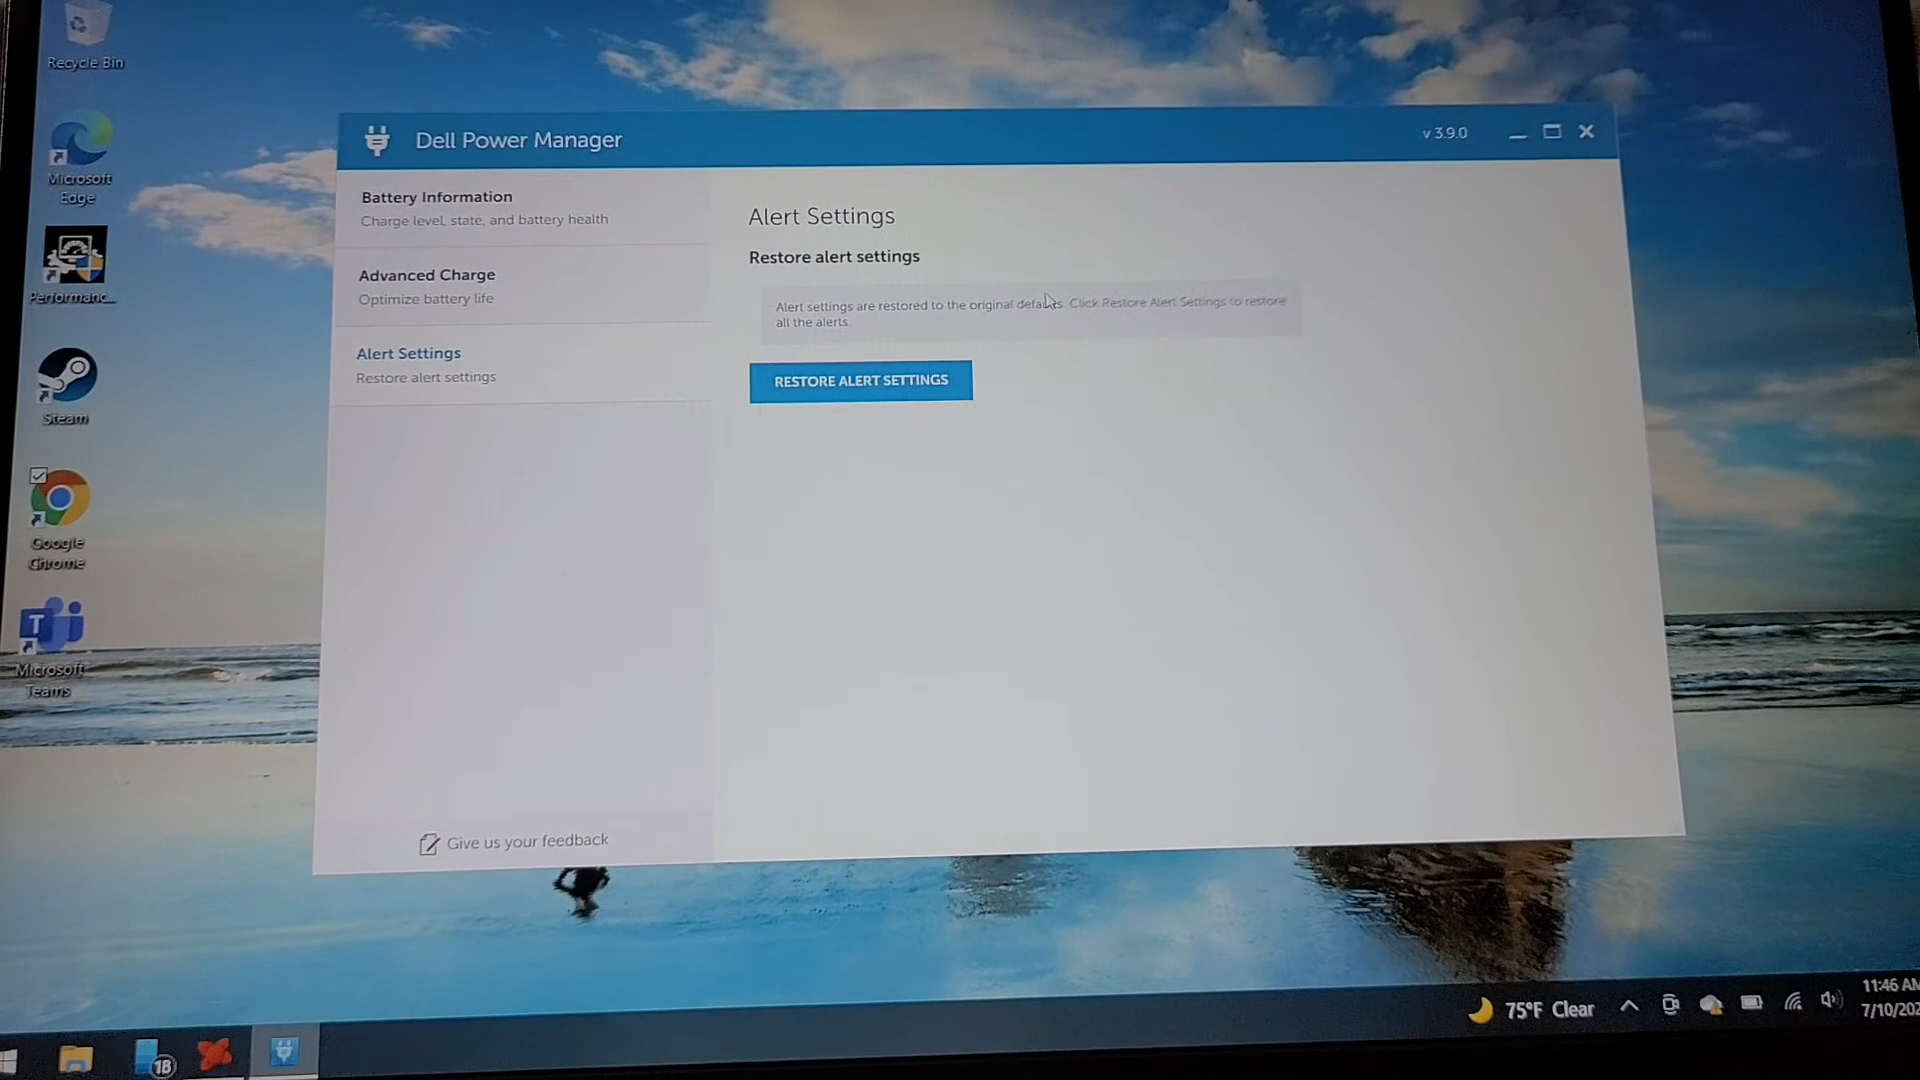 Recycle Bin
Microsoft
Edge
Performanc...
Steam
Google
Chrome
T
Microsoft
Teams
Dell Power Manager
v 3.9.0
Battery Information
Charge level, state, and battery health
Advanced Charge
Optimize battery life
Alert Settings
Restore alert settings
Give us your feedback
Alert Settings
Restore alert settings
Alert settings are restored to the original defaults. Click Restore Alert Settings to restore
all the alerts.
RESTORE ALERT SETTINGS
18
75°F Clear
11:46 AM
7/10/202